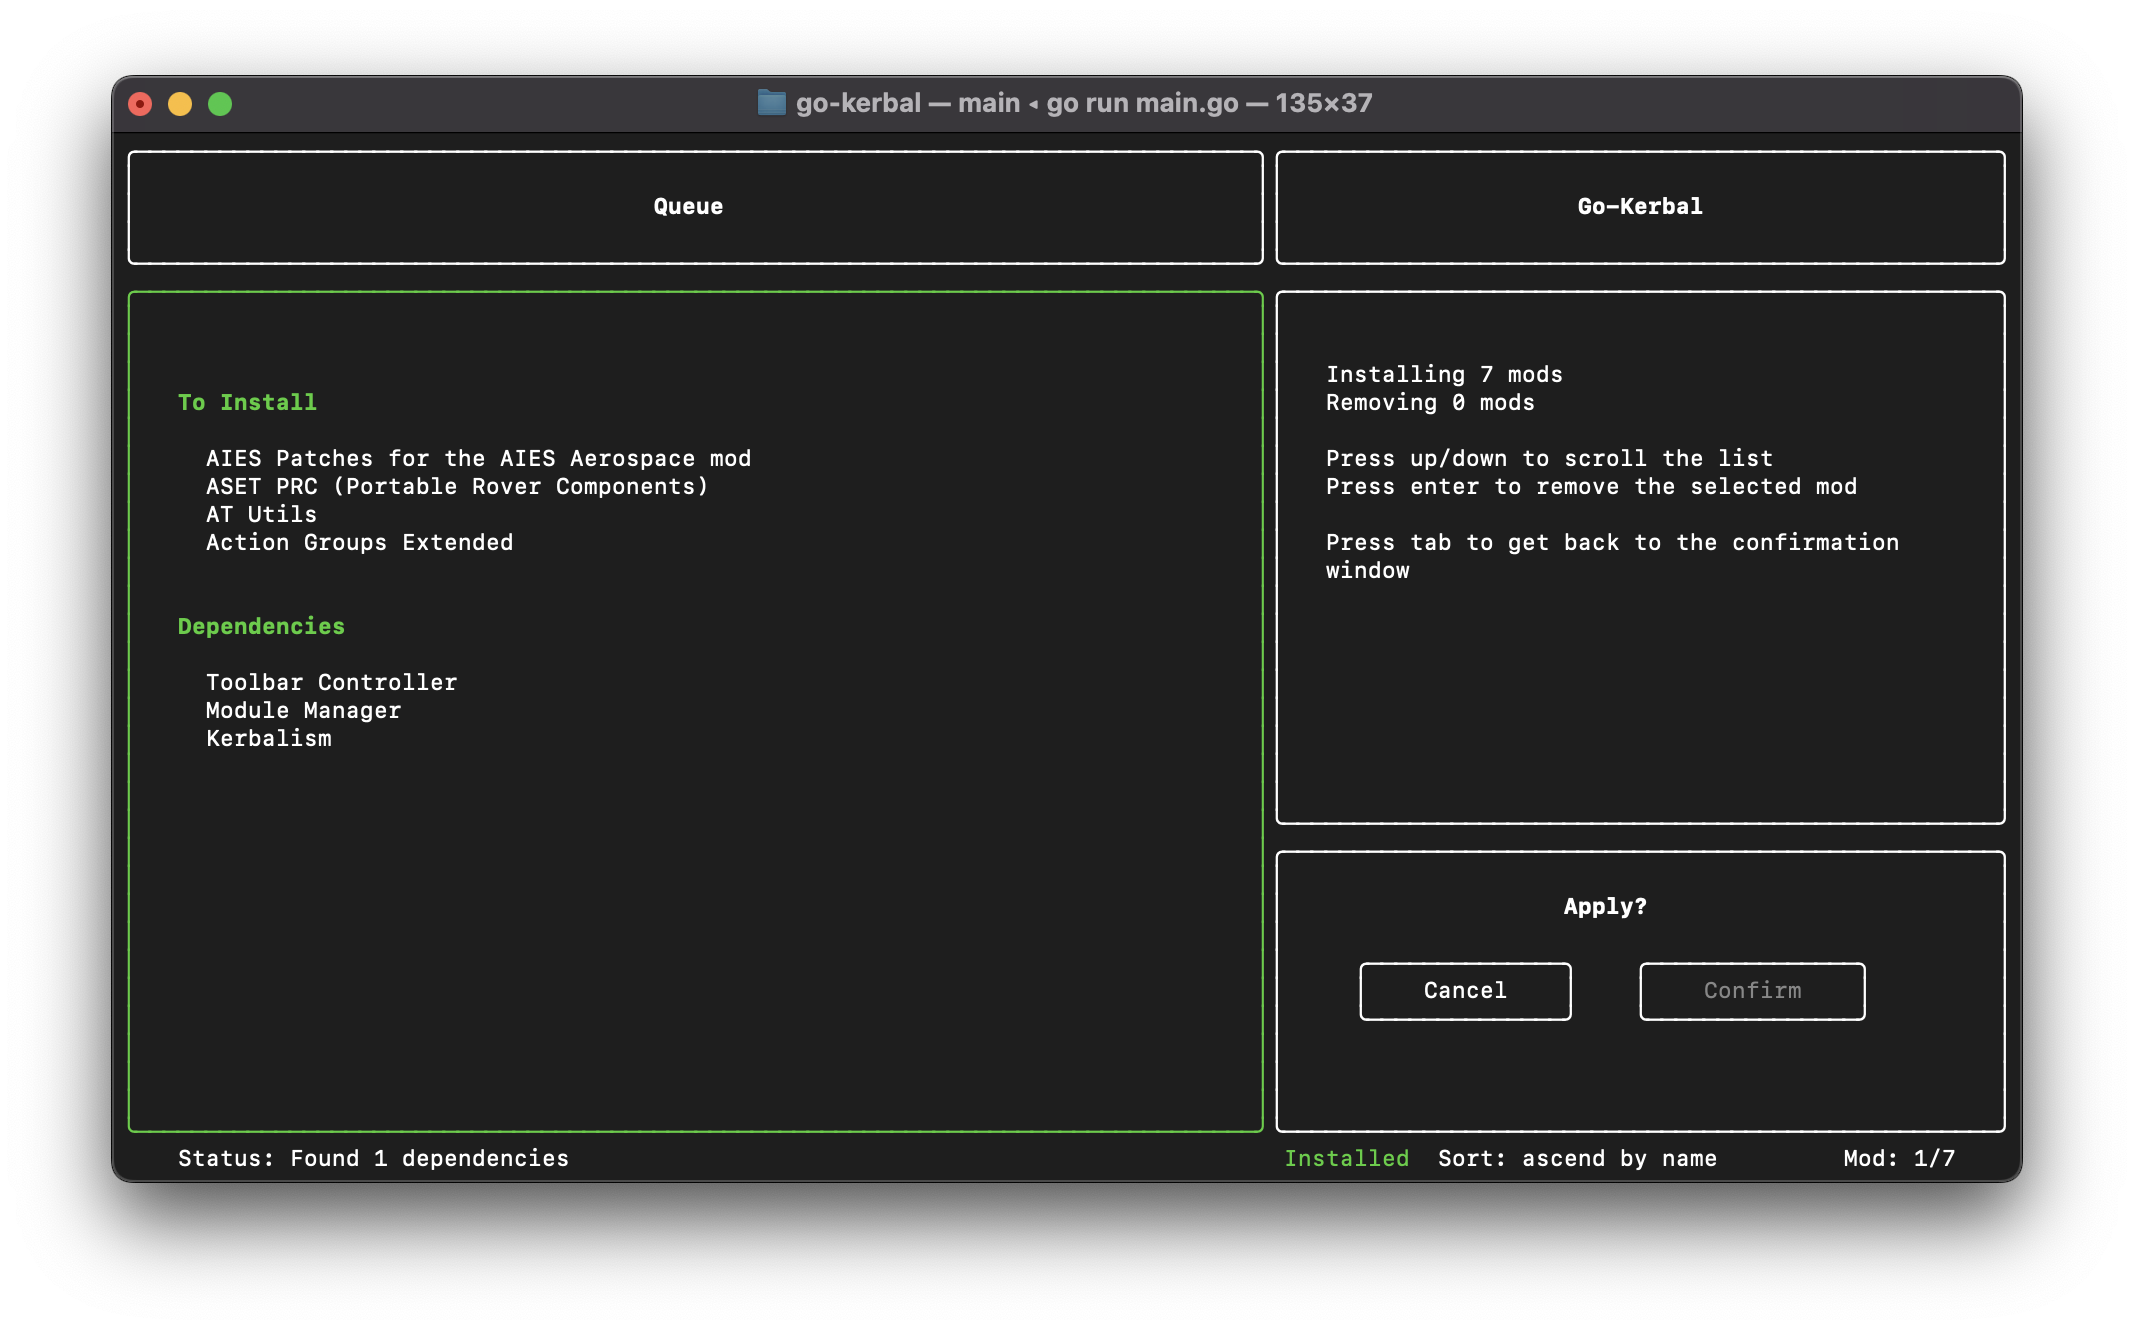 go-kerbal — main ◂ go run main.go — 135×37
Queue
Go-Kerbal
To Install
AIES Patches for the AIES Aerospace mod
ASET PRC (Portable Rover Components)
AT Utils
Action Groups Extended
Dependencies
Toolbar Controller
Module Manager
Kerbalism
Installing 7 mods
Removing 0 mods
Press up/down to scroll the list
Press enter to remove the selected mod
Press tab to get back to the confirmation
window
Apply?
Cancel
Confirm
Status: Found 1 dependencies
Installed Sort: ascend by name Mod: 1/7